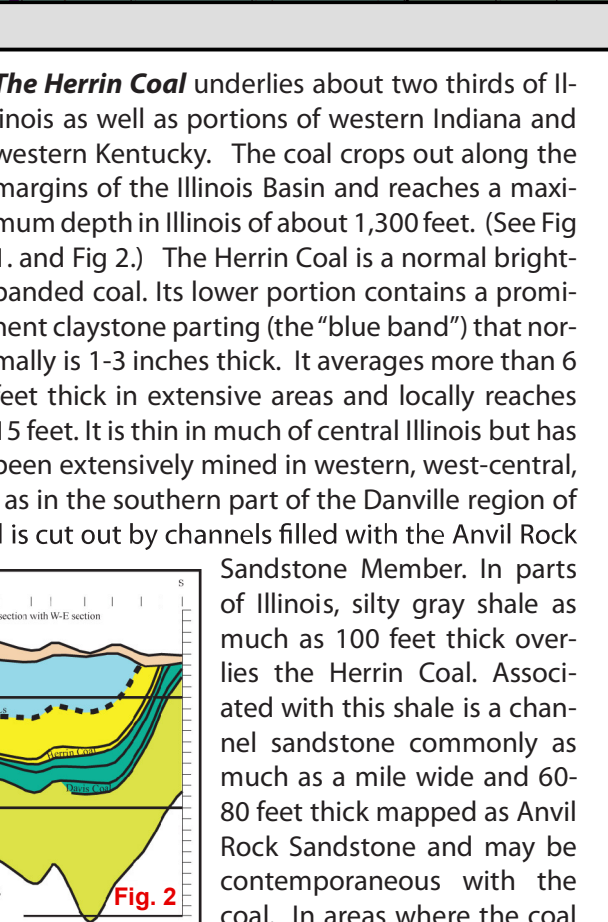 The Herrin Coal underlies about two thirds of Il-
linois as well as portions of western Indiana and
western Kentucky. The coal crops out along the
margins of the Illinois Basin and reaches a maxi-
mum depth in Illinois of about 1,300 feet. (See Fig
1. and Fig 2.) The Herrin Coal is a normal bright-
banded coal. Its lower portion contains a promi-
nent claystone parting (the “blue band”) that nor-
mally is 1-3 inches thick. It averages more than 6
feet thick in extensive areas and locally reaches
15 feet. It is thin in much of central Illinois but has
been extensively mined in western, west-central,
as in the southern part of the Danville region of
is cut out by channels filled with the Anvil Rock
Sandstone Member. In parts
of Illinois, silty gray shale as
much as 100 feet thick over-
lies the Herrin Coal. Associ-
ated with this shale is a chan-
nel sandstone commonly as
much as a mile wide and 60-
80 feet thick mapped as Anvil
Rock Sandstone and may be
contemporaneous with the
coal. In areas where the coal
S
section with W-E section
Ls
Herrin Coal
Davis Coal
Fig. 2